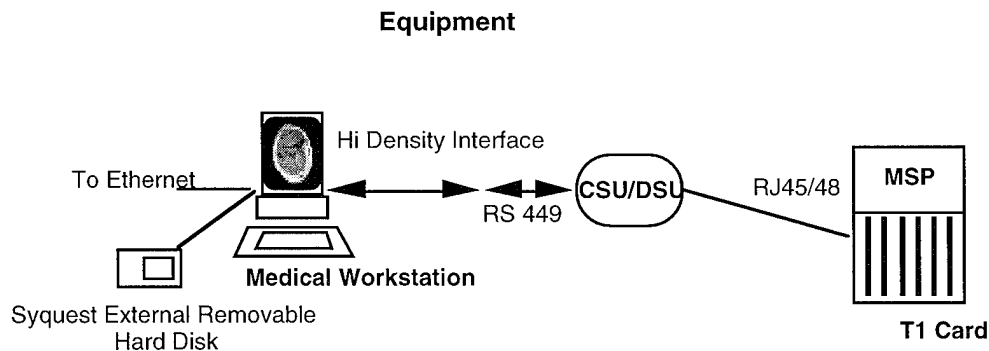 Equipment
Hi Density Interface
To Ethernet
RS 449
CSU/DSU
RJ45/48
MSP
Medical Workstation
Syquest External Removable
Hard Disk
T1 Card